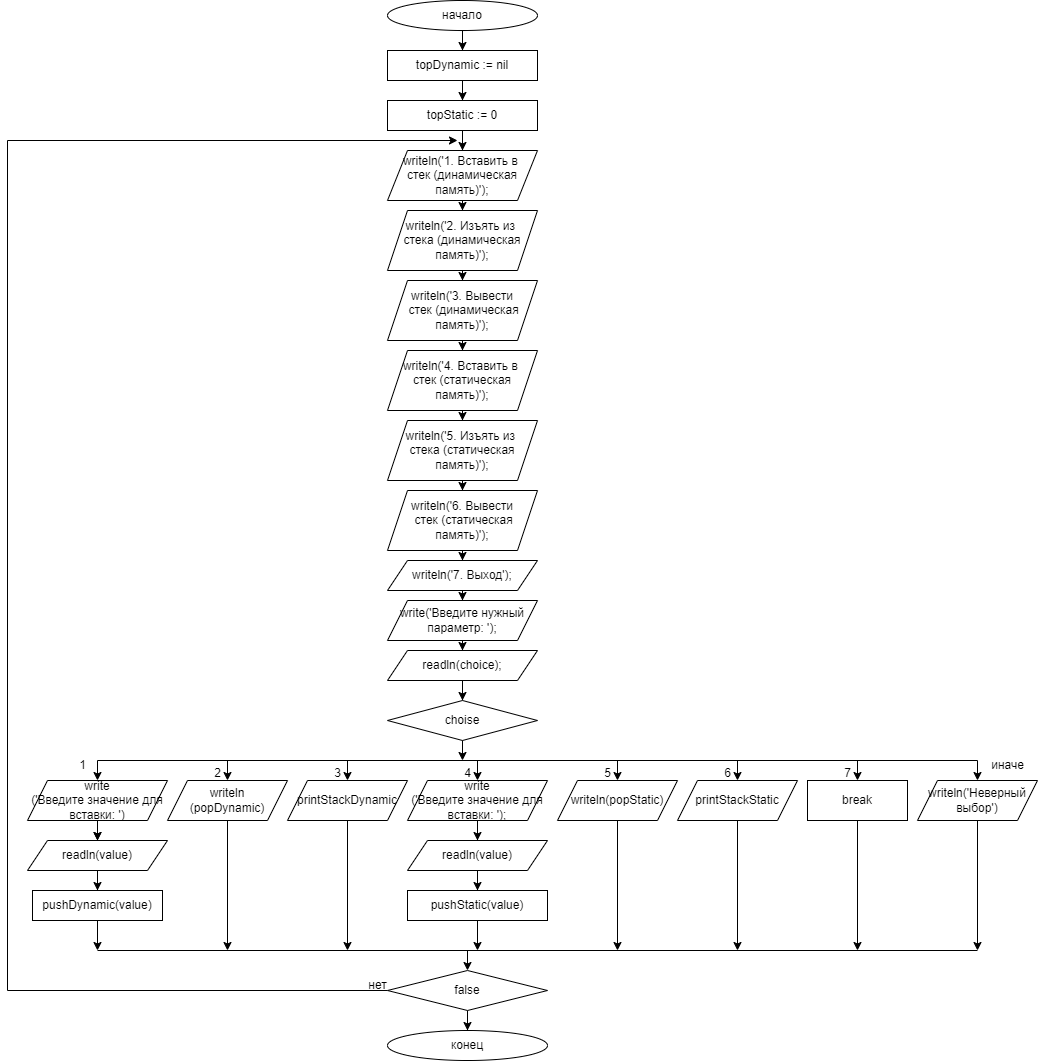 начало
topDynamic := nil
topStatic := 0
writeln('1. Вставить в
стек (динамическая
память)');
writeln('2. Изъять из
стека (динамическая
память)');
writeln('3. Вывести
стек (динамическая
память)');
writeln('4. Вставить в
стек (статическая
память)');
writeln('5. Изъять из
стека (статическая
память)');
writeln('6. Вывести
стек (статическая
память)');
writeln('7. Выход');
write('Введите нужный
параметр: ');
readln(choice);
choise
1
write
('Введите значение для
вставки: ')
readln(value)
pushDynamic(value)
2
writeln
(popDynamic)
3
printStackDynamic
4
write
('Введите значение для
вставки: ');
readln(value)
pushStatic(value)
5
writeln(popStatic)
6
printStackStatic
7
break
иначе
writeln('Неверный
выбор')
нет
false
конец